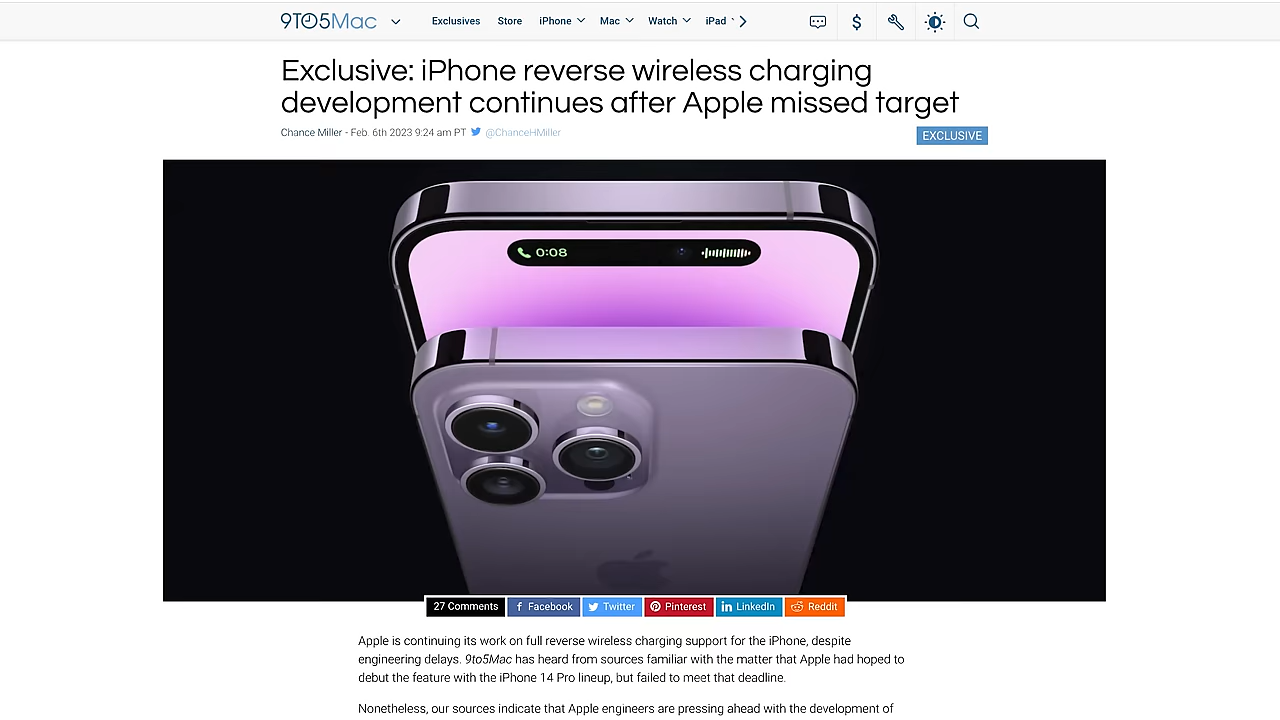 9TO5Mac Exclusives Store iPhone Mac Watch iPad $
Exclusive: iPhone reverse wireless charging
development continues after Apple missed target
Chance Miller - Feb. 6th 2023 9:24 am PT @ChanceHMiller
EXCLUSIVE
0:08
27 Comments Facebook Twitter Pinterest LinkedIn Reddit
Apple is continuing its work on full reverse wireless charging support for the iPhone, despite
engineering delays. 9to5Mac has heard from sources familiar with the matter that Apple had hoped to
debut the feature with the iPhone 14 Pro lineup, but failed to meet that deadline.
Nonetheless, our sources indicate that Apple engineers are pressing ahead with the development of